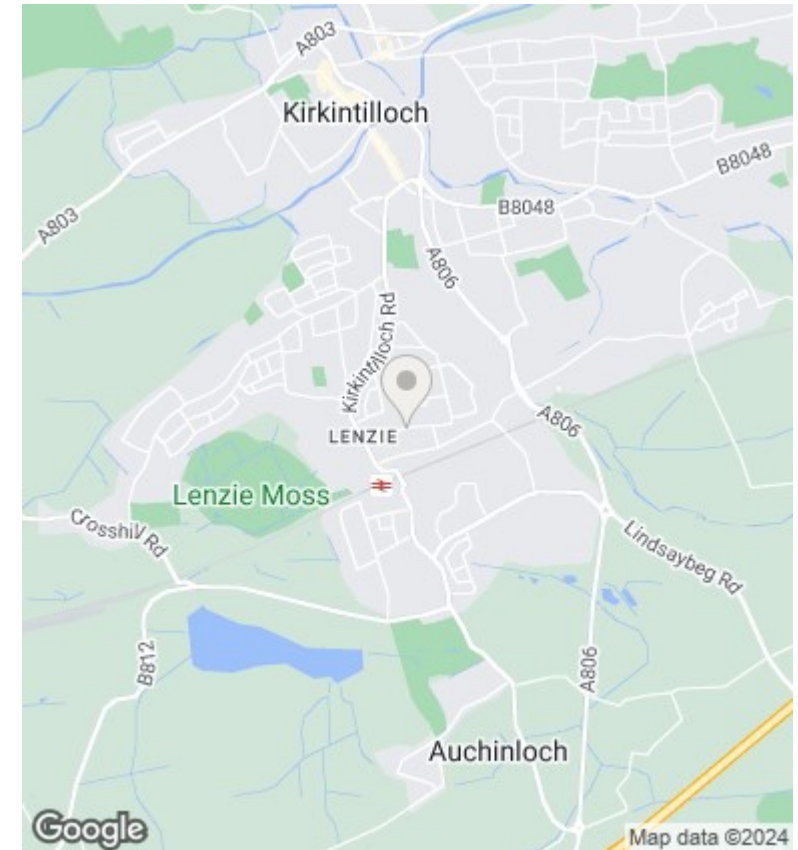 A803
Kirkintilloch
B8048
A803
B8048
A806
Kirkintilloch Rd
A806
LENZIE
Lenzie Moss
Crosshill Rd
Lindsaybeg Rd
B812
A806
Auchinloch
Google
Map data ©2024